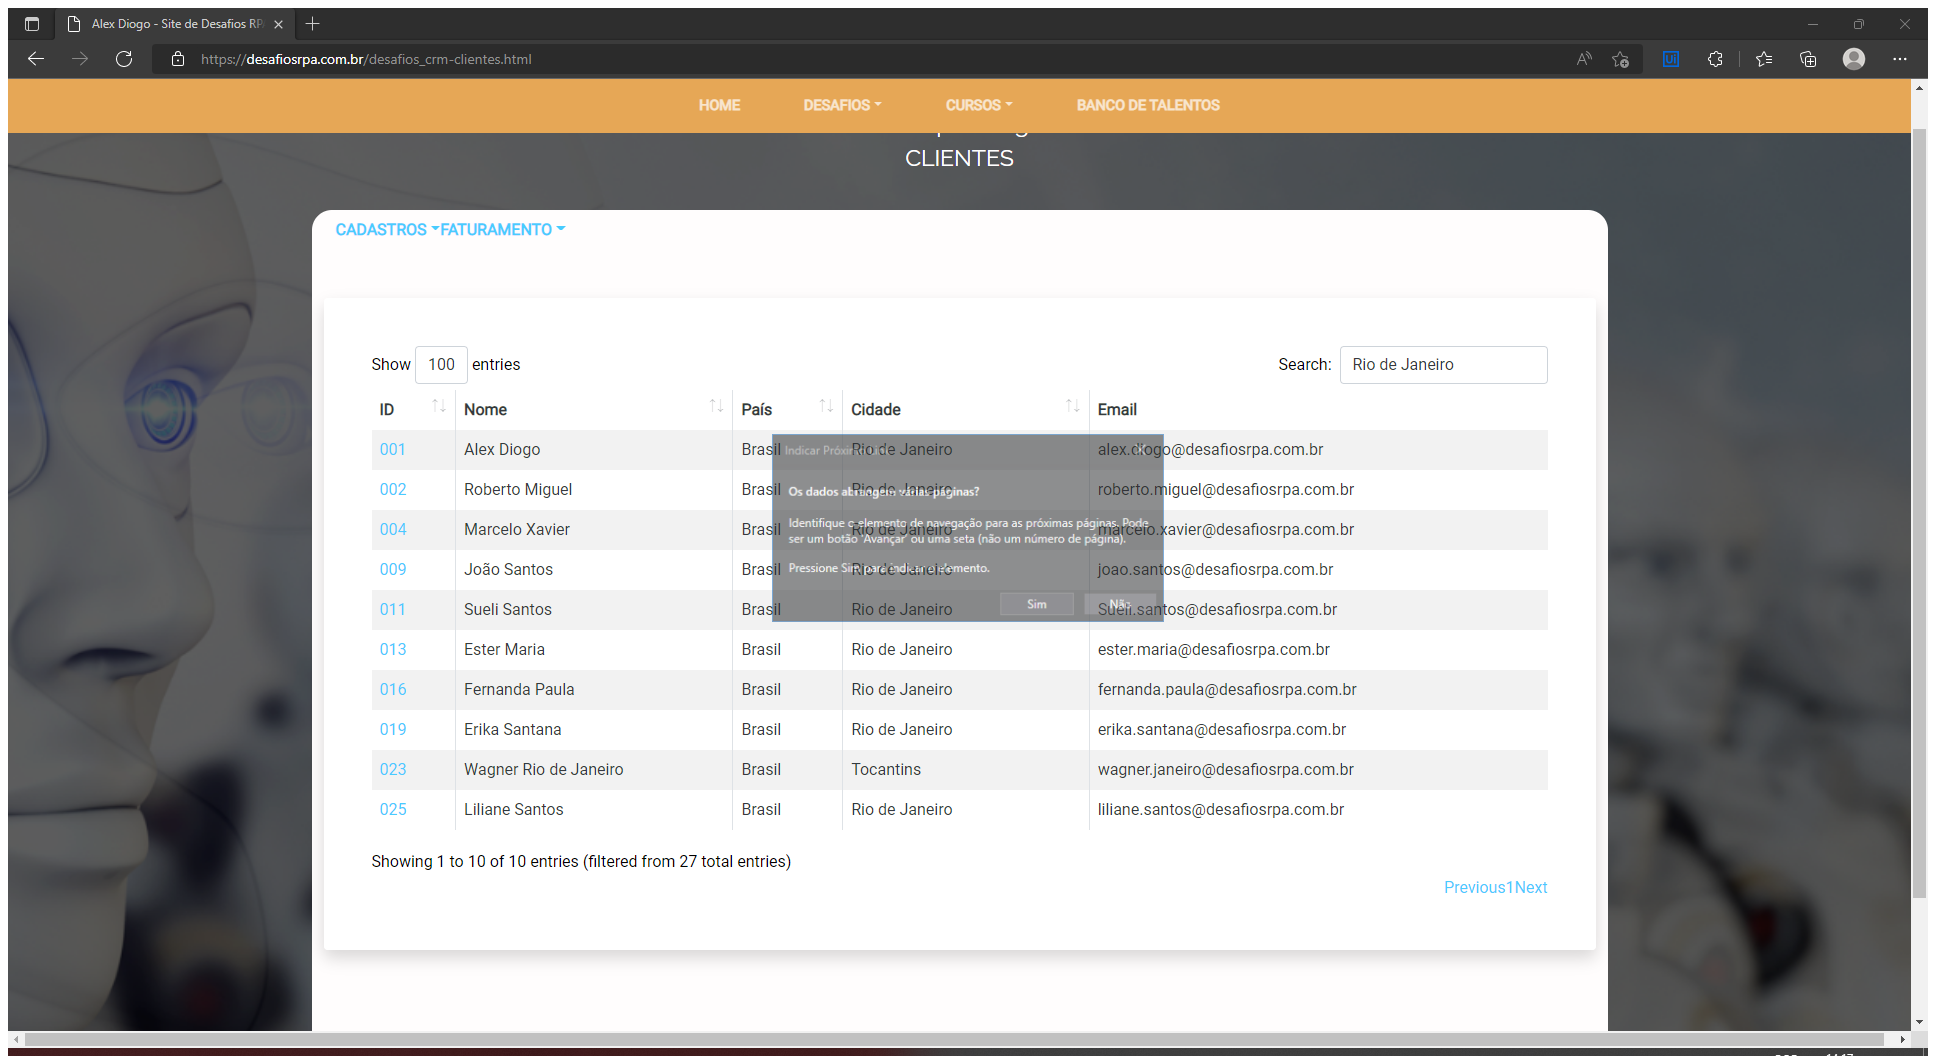 Alex Diogo - Site de Desafios RP
https://desafiosrpa.com.br/desafios_crm-clientes.html
HOME DESAFIOS CURSOS BANCO DE TALENTOS
CLIENTES
CADASTROS FATURAMENTO
Show 100 entries Search: Rio de Janeiro
ID Nome País Cidade Email
001 Alex Diogo Brasil Rio de Janeiro alex.diogo@desafiosrpa.com.br
002 Roberto Miguel Brasil Rio de Janeiro roberto.miguel@desafiosrpa.com.br
004 Marcelo Xavier Brasil Rio de Janeiro marcelo.xavier@desafiosrpa.com.br
009 João Santos Brasil Rio de Janeiro joao.santos@desafiosrpa.com.br
011 Sueli Santos Brasil Rio de Janeiro Sueli.santos@desafiosrpa.com.br
013 Ester Maria Brasil Rio de Janeiro ester.maria@desafiosrpa.com.br
016 Fernanda Paula Brasil Rio de Janeiro fernanda.paula@desafiosrpa.com.br
019 Erika Santana Brasil Rio de Janeiro erika.santana@desafiosrpa.com.br
023 Wagner Rio de Janeiro Brasil Tocantins wagner.janeiro@desafiosrpa.com.br
025 Liliane Santos Brasil Rio de Janeiro liliane.santos@desafiosrpa.com.br
Indicar Próximo
Os dados abrangem várias páginas?
Identifique o elemento de navegação para as próximas páginas. Pode
ser um botão 'Avançar' ou uma seta (não um número de página).
Pressione Sim para indicar o elemento.
Sim Não
Showing 1 to 10 of 10 entries (filtered from 27 total entries)
Previous1Next